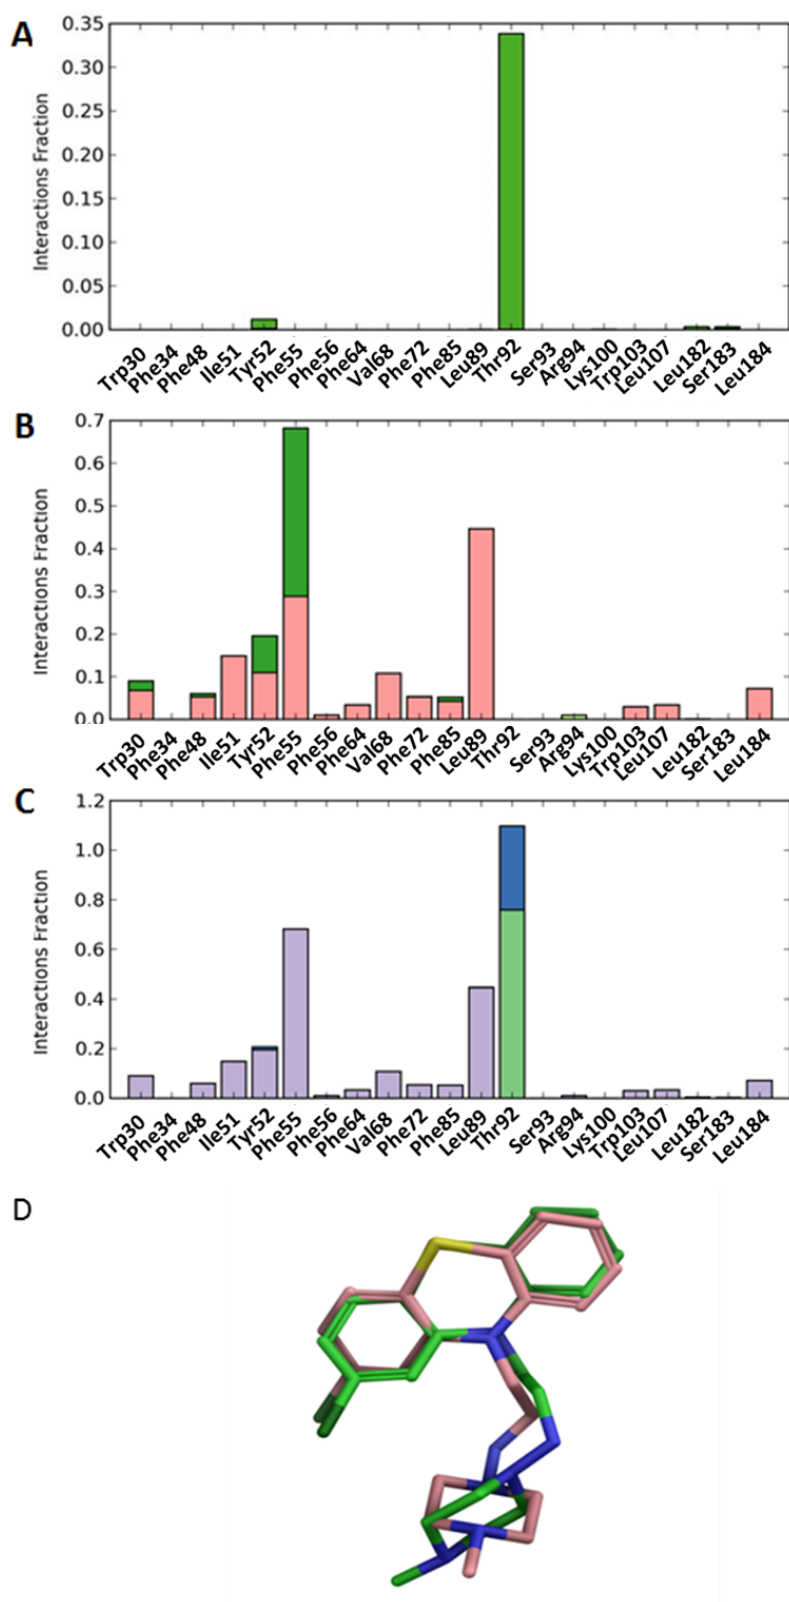 A
Interactions Fraction
0.35
0.30
0.25
0.20
0.15
0.10
0.05
0.00
Trp30 Phe34 Phe48 Ile51 Tyr52 Phe55 Phe56 Phe64 Val68 Phe72 Phe85 Leu89 Thr92 Ser93 Arg94 Lys100 Trp103 Leu107 Leu182 Ser183 Leu184
B
Interactions Fraction
0.7
0.6
0.5
0.4
0.3
0.2
0.1
0.0
Trp30 Phe34 Phe48 Ile51 Tyr52 Phe55 Phe56 Phe64 Val68 Phe72 Phe85 Leu89 Thr92 Ser93 Arg94 Lys100 Trp103 Leu107 Leu182 Ser183 Leu184
C
Interactions Fraction
1.2
1.0
0.8
0.6
0.4
0.2
0.0
Trp30 Phe34 Phe48 Ile51 Tyr52 Phe55 Phe56 Phe64 Val68 Phe72 Phe85 Leu89 Thr92 Ser93 Arg94 Lys100 Trp103 Leu107 Leu182 Ser183 Leu184
D